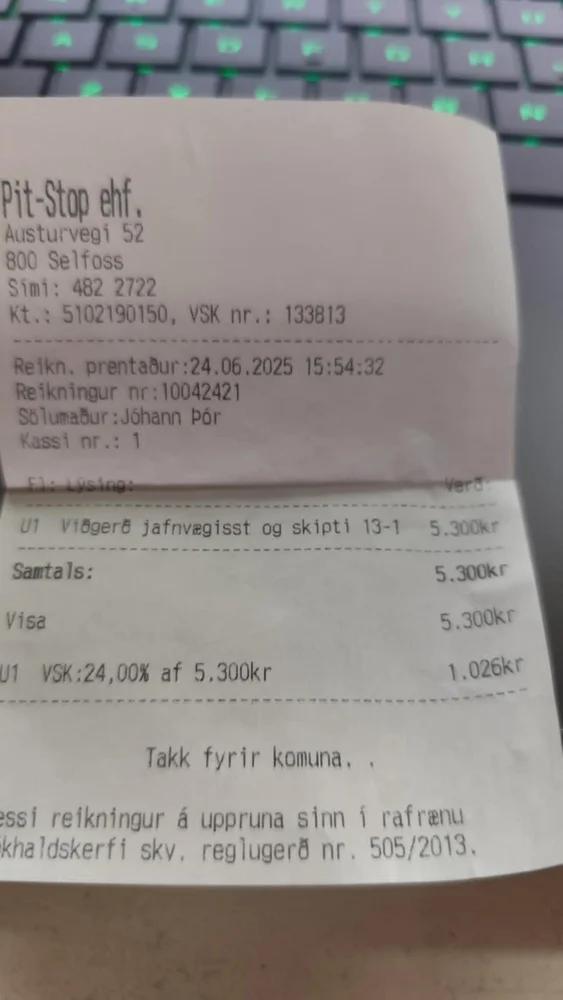 Pit-Stop ehf.
Austurvegi 52
800 Selfoss
Sími: 482 2722
Kt.: 5102190150, VSK nr.: 133813
Reikn. prentaður:24.06.2025 15:54:32
Reikningur nr:10042421
Sölumaður:Jóhann Þór
Kassi nr.: 1
Fl: Lýsing: Verð:
U1 Viðgerð jafnvægisst og skipti 13-1 5.300kr
Samtals: 5.300kr
Visa 5.300kr
U1 VSK:24,00% af 5.300kr 1.026kr
Takk fyrir komuna. .
essi reikningur á uppruna sinn í rafrænu
khaldskerfi skv. reglugerð nr. 505/2013.